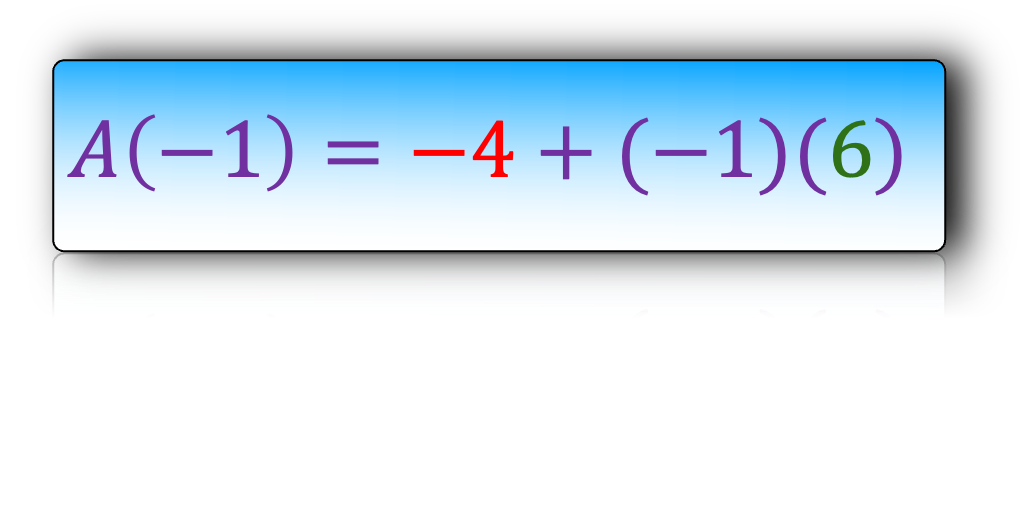 A(−1) = −4 + (−1)(6)